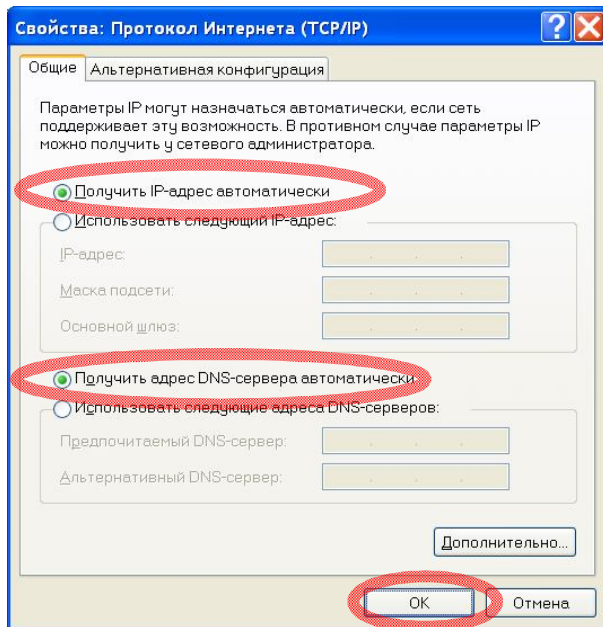 Свойства: Протокол Интернета (TCP/IP)
Общие
Альтернативная конфигурация
Параметры IP могут назначаться автоматически, если сеть
поддерживает эту возможность. В противном случае параметры IP
можно получить у сетевого администратора.
Получить IP-адрес автоматически
Использовать следующий IP-адрес:
IP-адрес:
Маска подсети:
Основной шлюз:
Получить адрес DNS-сервера автоматически
Использовать следующие адреса DNS-серверов:
Предпочитаемый DNS-сервер:
Альтернативный DNS-сервер:
Дополнительно...
OK
Отмена